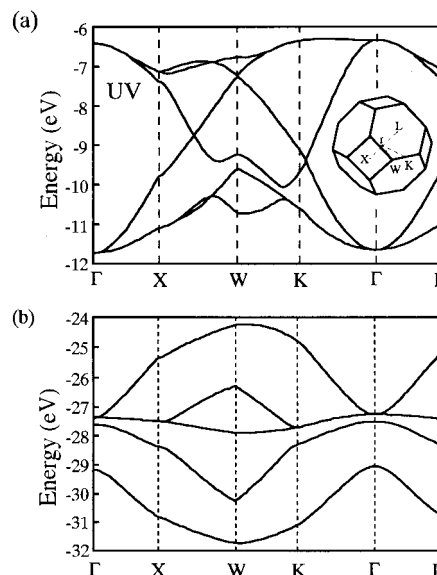 (a)
-6
-7
-8
-9
-10
-11
-12
Energy (eV)
UV
L
Γ
X
W
K
Γ
X
W
K
Γ
(b)
-24
-25
-26
-27
-28
-29
-30
-31
-32
Energy (eV)
Γ
X
W
K
Γ